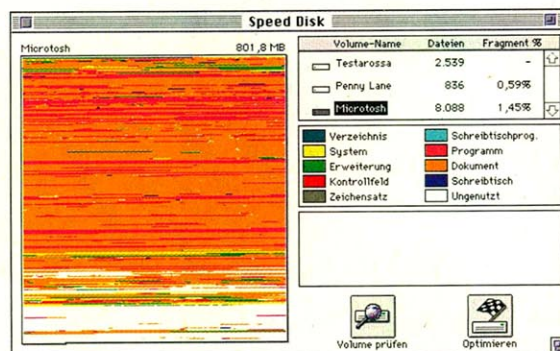 Speed Disk
Microtosh 801,8 MB
Volume-Name Dateien Fragment %
Testarossa 2.539 -
Penny Lane 836 0,59%
Microtosh 8.088 1,45%
Verzeichnis Schreibtischprog.
System Programm
Erweiterung Dokument
Kontrollfeld Schreibtisch
Zeichensatz Ungenutzt
Volume prüfen Optimieren